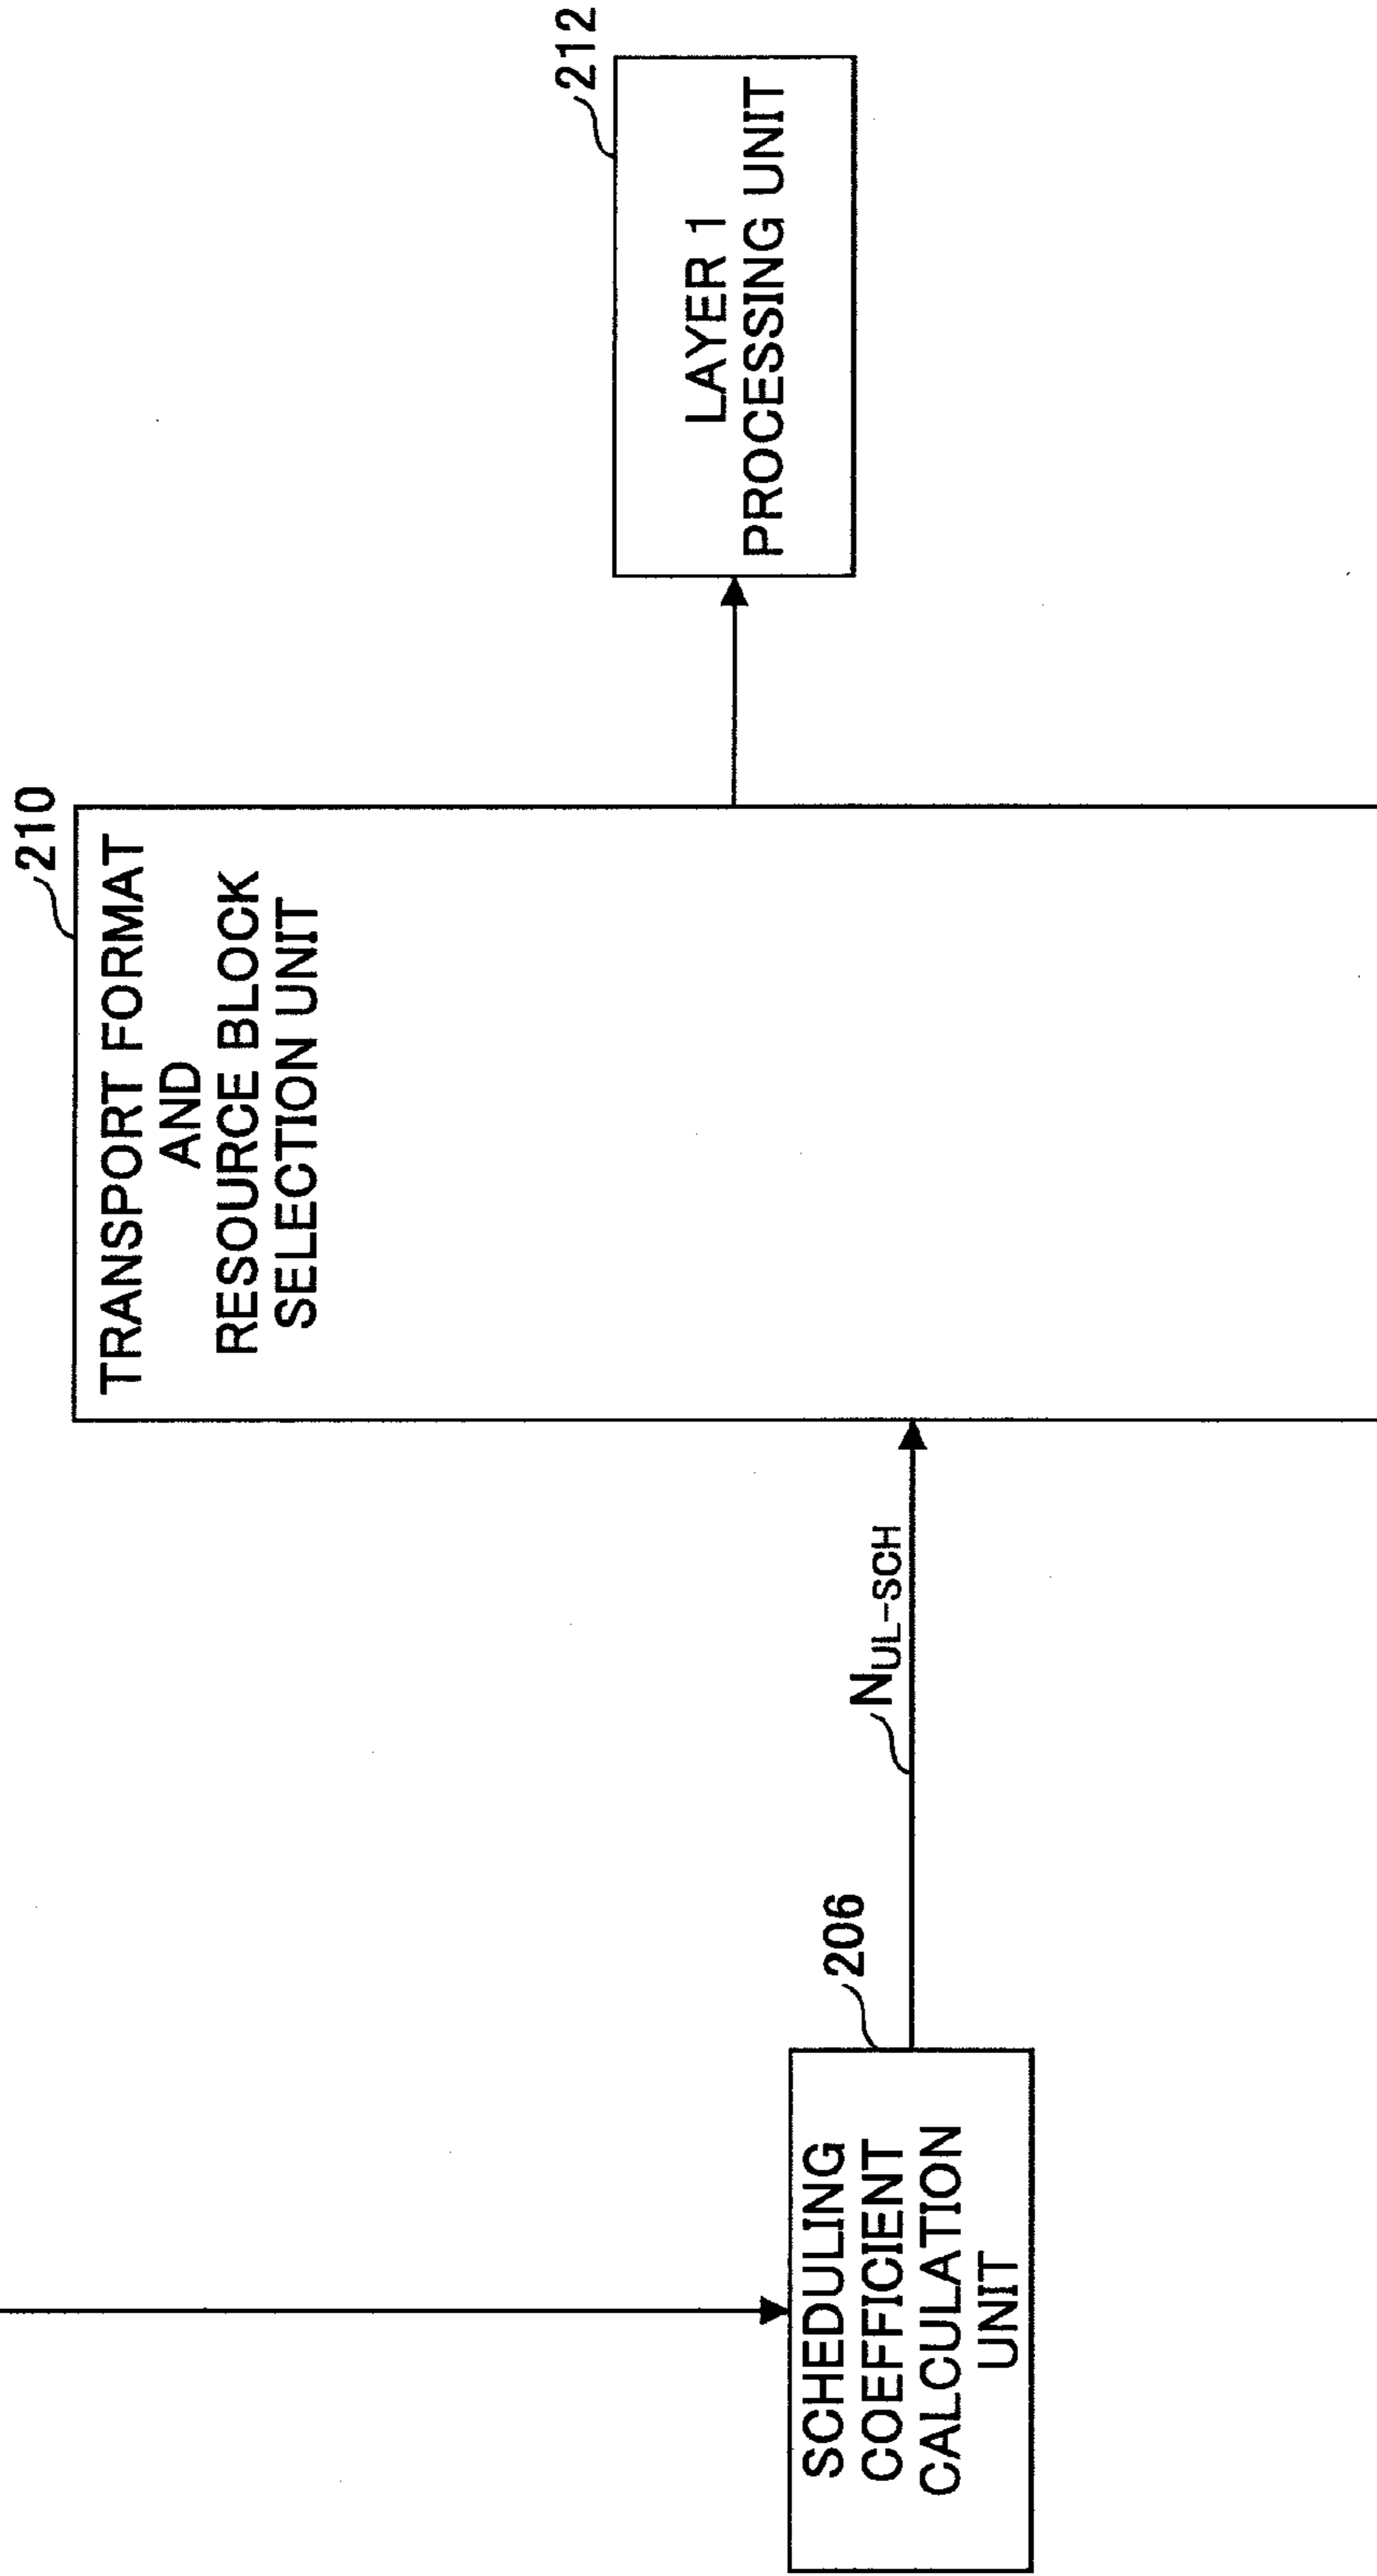 210
TRANSPORT FORMAT
AND
RESOURCE BLOCK
SELECTION UNIT
212
LAYER 1
PROCESSING UNIT
206
SCHEDULING
COEFFICIENT
CALCULATION
UNIT
NUL-SCH